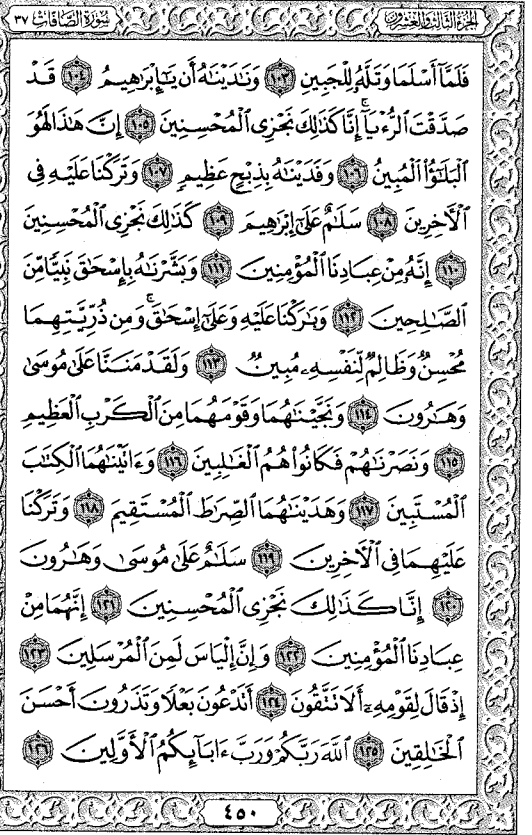 الجزء الثالث والعشرون سورة الصافات ٣٧
فَلَمَّآ أَسْلَمَا وَتَلَّهُۥ لِلْجَبِينِ ١٠٣ وَنَٰدَيْنَٰهُ أَن يَٰٓإِبْرَٰهِيمُ ١٠٤ قَدْ
صَدَّقْتَ ٱلرُّءْيَآ ۚ إِنَّا كَذَٰلِكَ نَجْزِى ٱلْمُحْسِنِينَ ١٠٥ إِنَّ هَٰذَا لَهُوَ
ٱلْبَلَٰٓؤُا۟ ٱلْمُبِينُ ١٠٦ وَفَدَيْنَٰهُ بِذِبْحٍ عَظِيمٍ ١٠٧ وَتَرَكْنَا عَلَيْهِ فِى
ٱلْأَخِرِينَ ١٠٨ سَلَٰمٌ عَلَىٰٓ إِبْرَٰهِيمَ ١٠٩ كَذَٰلِكَ نَجْزِى ٱلْمُحْسِنِينَ
١١٠ إِنَّهُۥ مِنْ عِبَادِنَا ٱلْمُؤْمِنِينَ ١١١ وَبَشَّرْنَٰهُ بِإِسْحَٰقَ نَبِيًّا مِّنَ
ٱلصَّٰلِحِينَ ١١٢ وَبَٰرَكْنَا عَلَيْهِ وَعَلَىٰٓ إِسْحَٰقَ ۚ وَمِن ذُرِّيَّتِهِمَا
مُحْسِنٌ وَظَالِمٌ لِّنَفْسِهِۦ مُبِينٌ ١١٣ وَلَقَدْ مَنَنَّا عَلَىٰ مُوسَىٰ
وَهَٰرُونَ ١١٤ وَنَجَّيْنَٰهُمَا وَقَوْمَهُمَا مِنَ ٱلْكَرْبِ ٱلْعَظِيمِ
١١٥ وَنَصَرْنَٰهُمْ فَكَانُوا۟ هُمُ ٱلْغَٰلِبِينَ ١١٦ وَءَاتَيْنَٰهُمَا ٱلْكِتَٰبَ
ٱلْمُسْتَبِينَ ١١٧ وَهَدَيْنَٰهُمَا ٱلصِّرَٰطَ ٱلْمُسْتَقِيمَ ١١٨ وَتَرَكْنَا
عَلَيْهِمَا فِى ٱلْأَخِرِينَ ١١٩ سَلَٰمٌ عَلَىٰ مُوسَىٰ وَهَٰرُونَ
١٢٠ إِنَّا كَذَٰلِكَ نَجْزِى ٱلْمُحْسِنِينَ ١٢١ إِنَّهُمَا مِنْ
عِبَادِنَا ٱلْمُؤْمِنِينَ ١٢٢ وَإِنَّ إِلْيَاسَ لَمِنَ ٱلْمُرْسَلِينَ ١٢٣
إِذْ قَالَ لِقَوْمِهِۦٓ أَلَا تَتَّقُونَ ١٢٤ أَتَدْعُونَ بَعْلًا وَتَذَرُونَ أَحْسَنَ
ٱلْخَٰلِقِينَ ١٢٥ ٱللَّهَ رَبَّكُمْ وَرَبَّ ءَابَآئِكُمُ ٱلْأَوَّلِينَ ١٢٦
٤٥٠